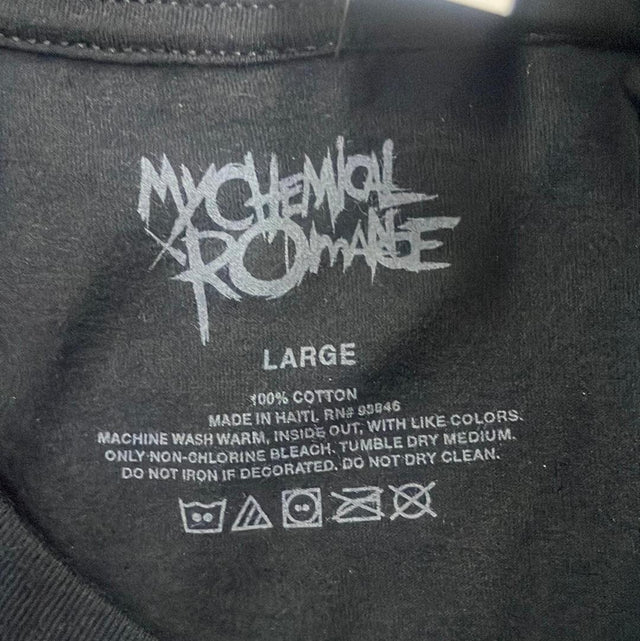 MY CHEMICAL
ROMANCE
LARGE
100% COTTON
MADE IN HAITI. RN# 93846
MACHINE WASH WARM, INSIDE OUT, WITH LIKE COLORS.
ONLY NON-CHLORINE BLEACH. TUMBLE DRY MEDIUM.
DO NOT IRON IF DECORATED. DO NOT DRY CLEAN.